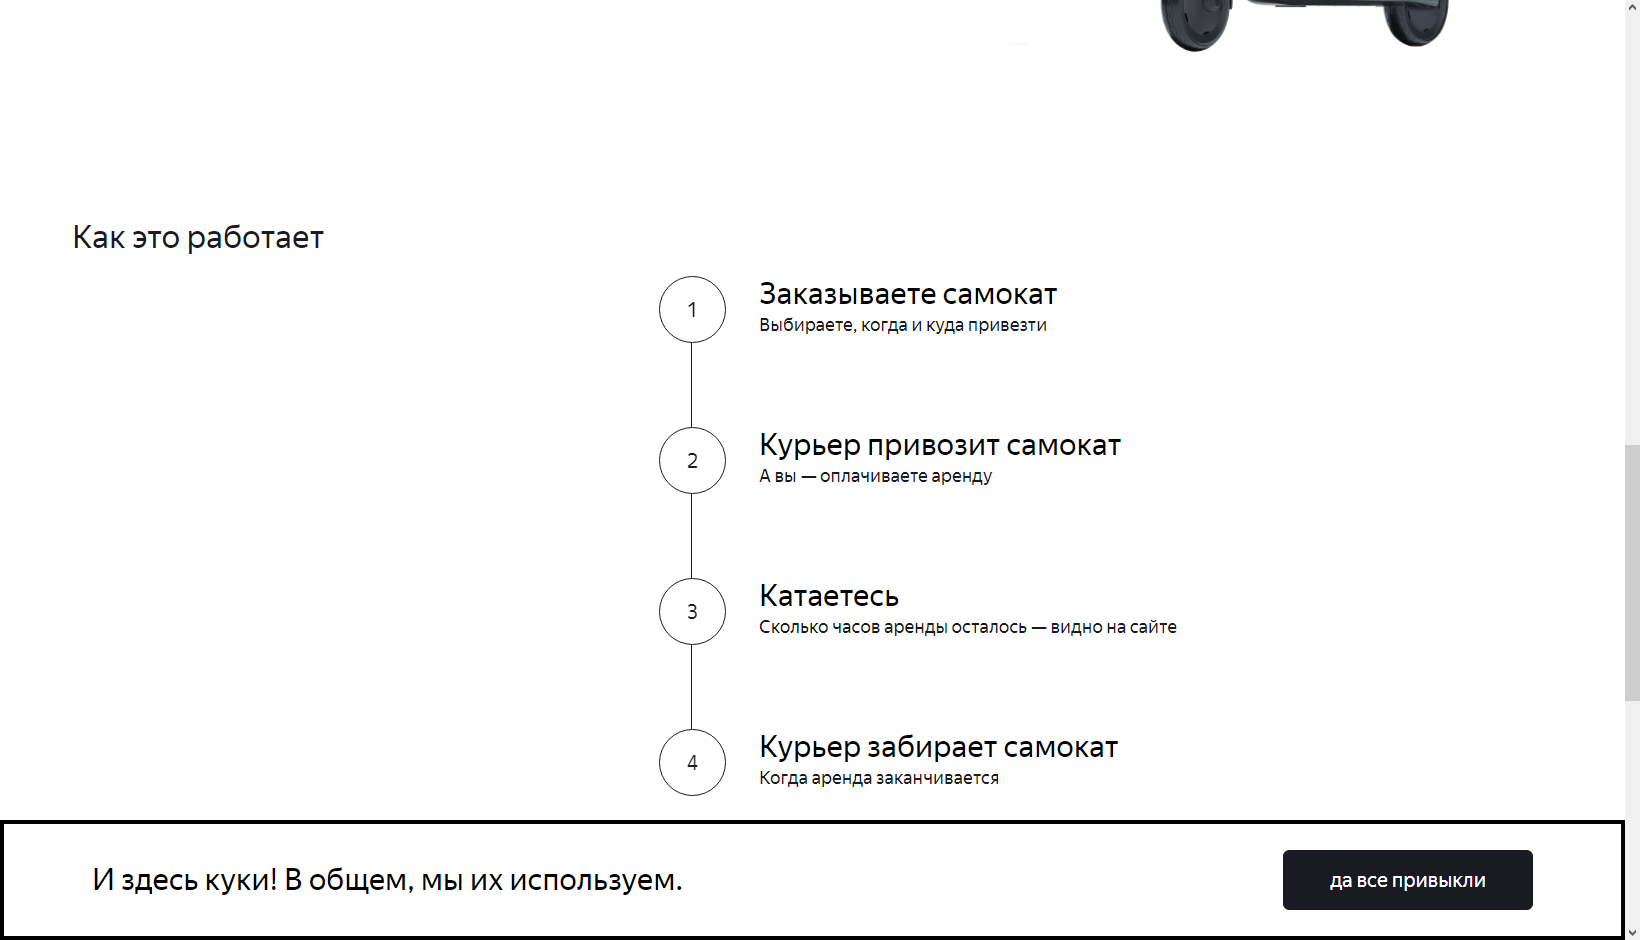 Как это работает
1
Заказываете самокат
Выбираете, когда и куда привезти
2
Курьер привозит самокат
А вы — оплачиваете аренду
3
Катаетесь
Сколько часов аренды осталось — видно на сайте
4
Курьер забирает самокат
Когда аренда заканчивается
И здесь куки! В общем, мы их используем.
да все привыкли